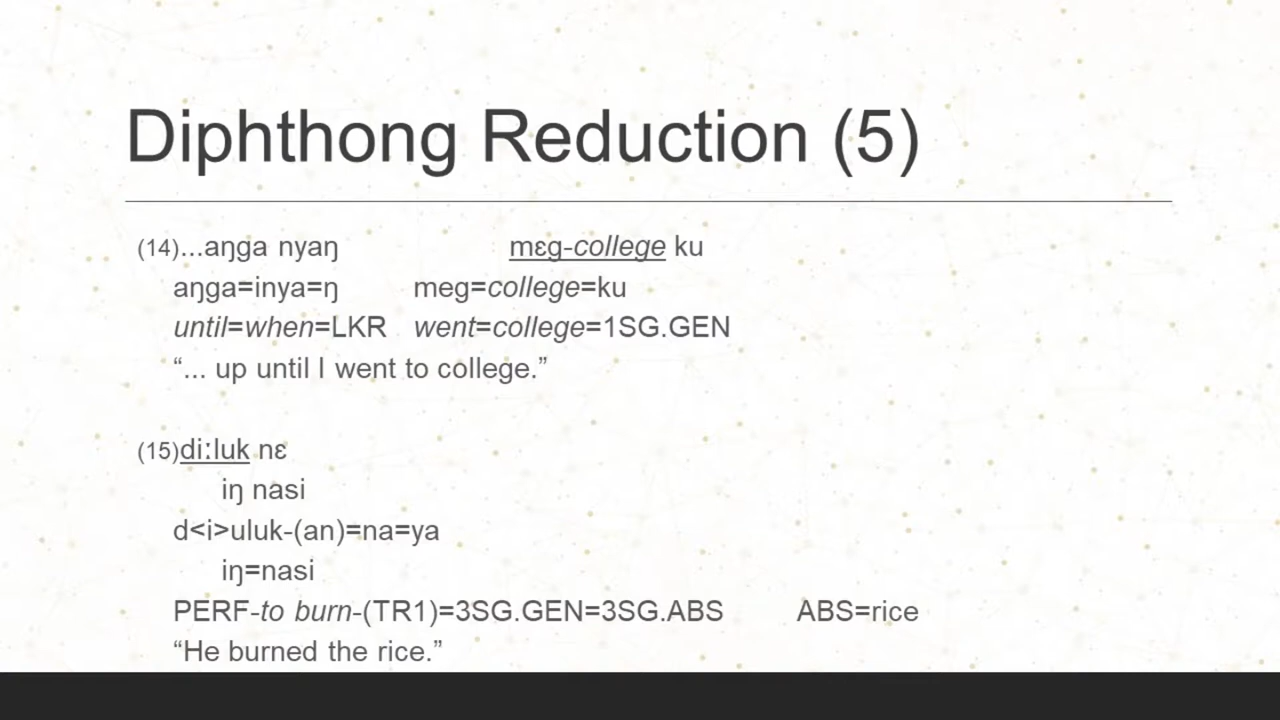 Diphthong Reduction (5)
(14)...aŋga nyaŋ mɛg-college ku
aŋga=inya=ŋ meg=college=ku
until=when=LKR went=college=1SG.GEN
“... up until I went to college.”
(15)diːluk nɛ
iŋ nasi
d<i>uluk-(an)=na=ya
iŋ=nasi
PERF-to burn-(TR1)=3SG.GEN=3SG.ABS ABS=rice
“He burned the rice.”